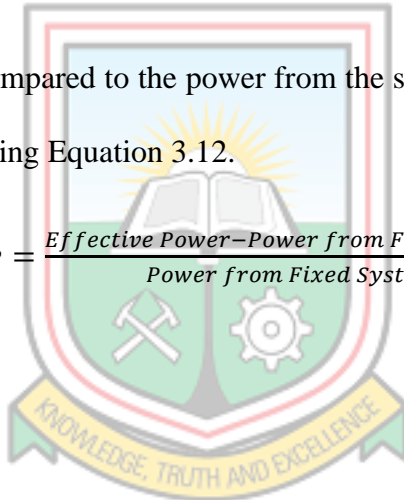 mpared to the power from the s
ing Equation 3.12.
= Effective Power−Power from F
Power from Fixed Syst
KNOWLEDGE, TRUTH AND EXCELLENCE